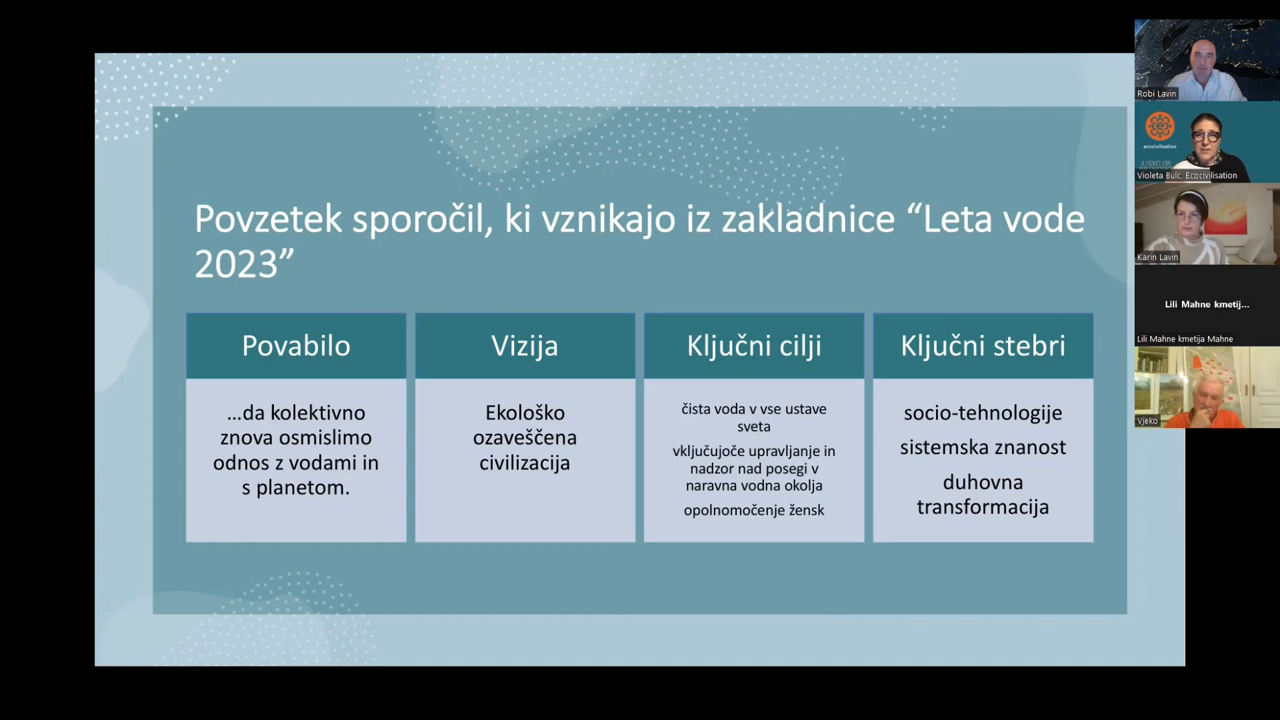 Povzetek sporočil, ki vznikajo iz zakladnice “Leta vode
2023”
Povabilo
…da kolektivno
znova osmislimo
odnos z vodami in
s planetom.
Vizija
Ekološko
ozaveščena
civilizacija
Ključni cilji
čista voda v vse ustave
sveta
vključujoče upravljanje in
nadzor nad posegi v
naravna vodna okolja
opolnomočenje žensk
Ključni stebri
socio-tehnologije
sistemska znanost
duhovna
transformacija
Robi Lavin
ecocivilisation
A TICKET FOR
Violeta Bulc, Ecocivilisation
Karin Lavin
Lili Mahne kmetij...
Lili Mahne kmetija Mahne
Vjeko